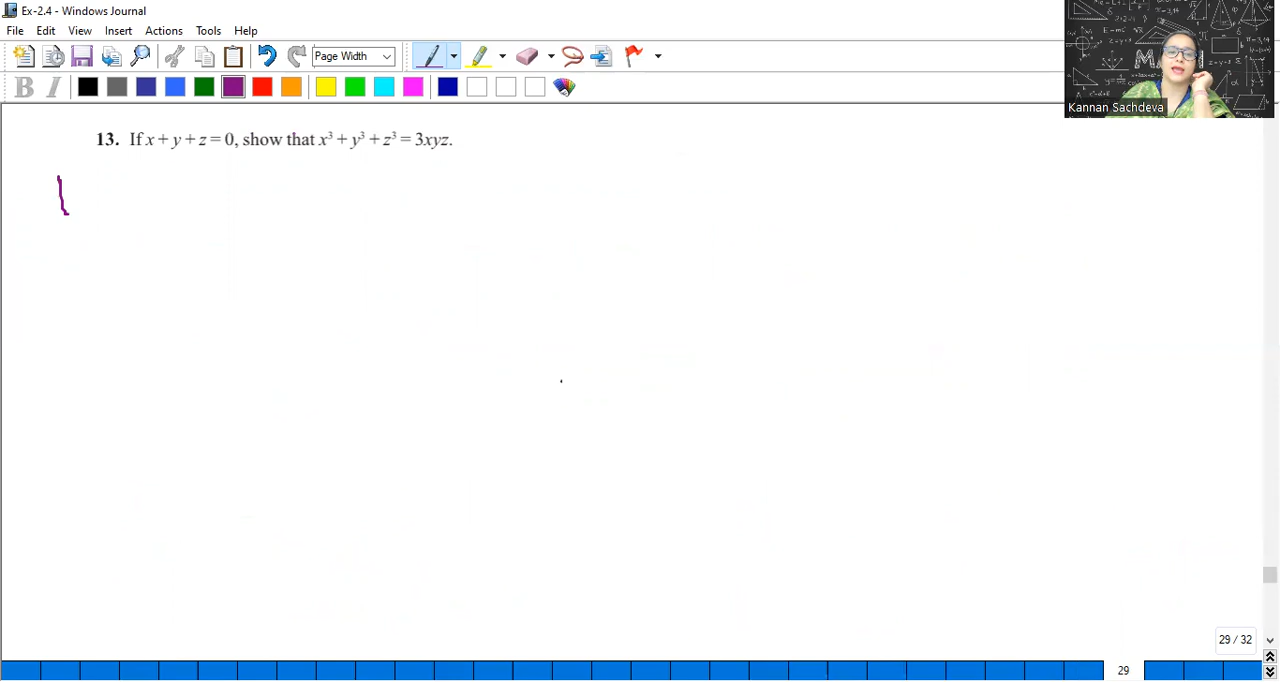 Ex-2.4 - Windows Journal
File Edit View Insert Actions Tools Help
Page Width
B I
13. If x + y + z = 0, show that x³ + y³ + z³ = 3xyz.
Kannan Sachdeva
29 / 32
29